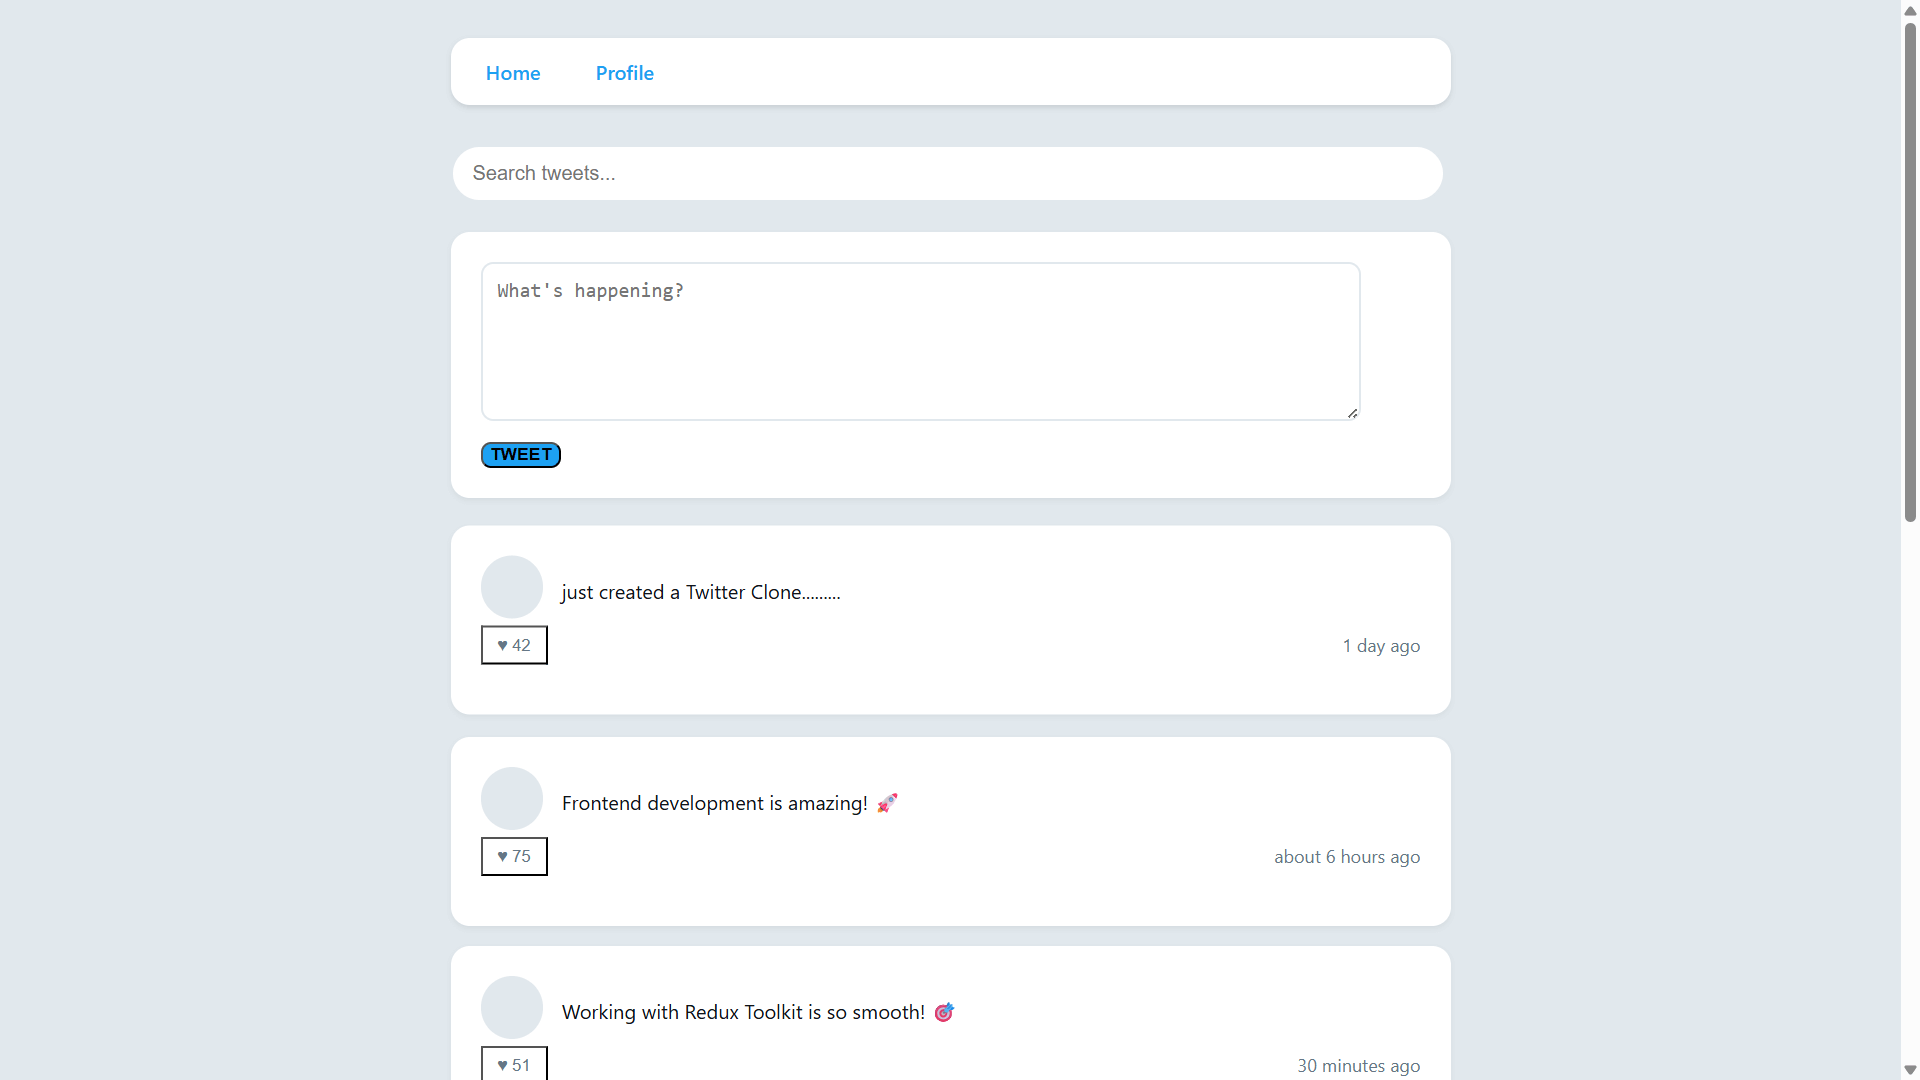 Home Profile
Search tweets...
What's happening?
TWEET
just created a Twitter Clone.........
♥ 42 1 day ago
Frontend development is amazing! 🚀
♥ 75 about 6 hours ago
Working with Redux Toolkit is so smooth! 🎯
♥ 51 30 minutes ago